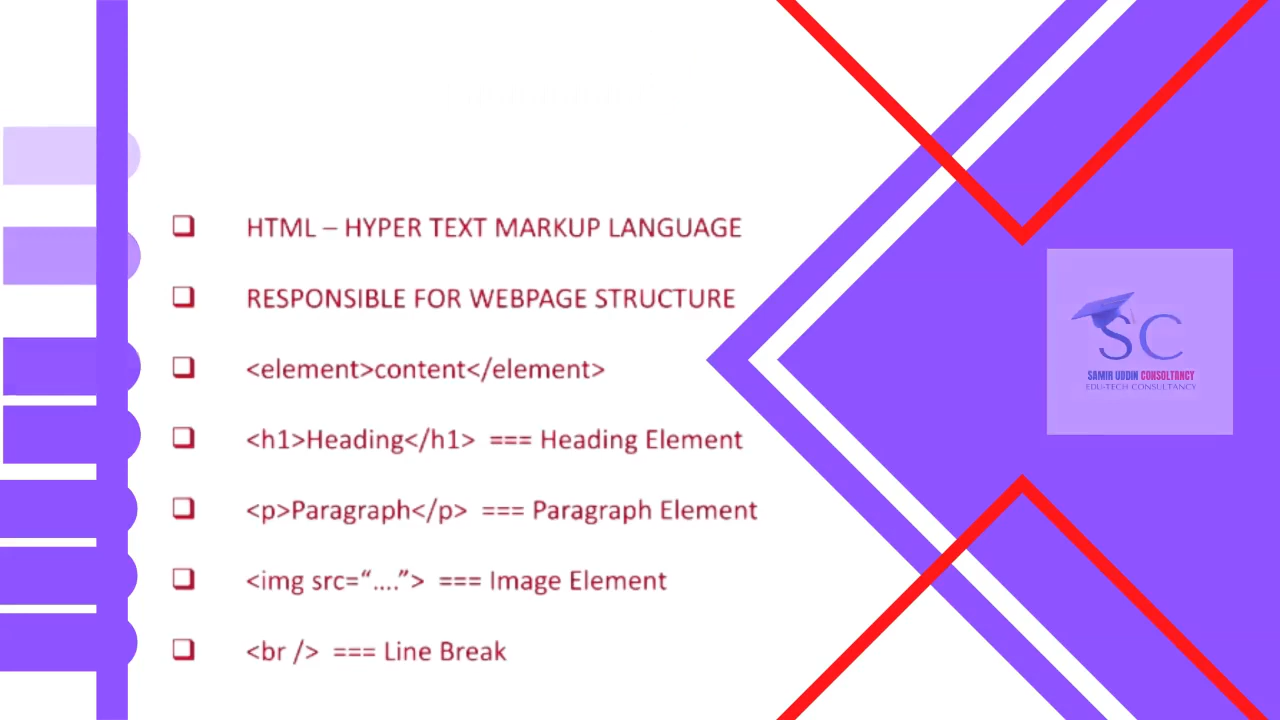 HTML – HYPER TEXT MARKUP LANGUAGE
RESPONSIBLE FOR WEBPAGE STRUCTURE
<element>content</element>
<h1>Heading</h1> === Heading Element
<p>Paragraph</p> === Paragraph Element
<img src=“....”> === Image Element
<br /> === Line Break
SC
SAMIR UDDIN CONSOLTANCY
EDU-TECH CONSULTANCY